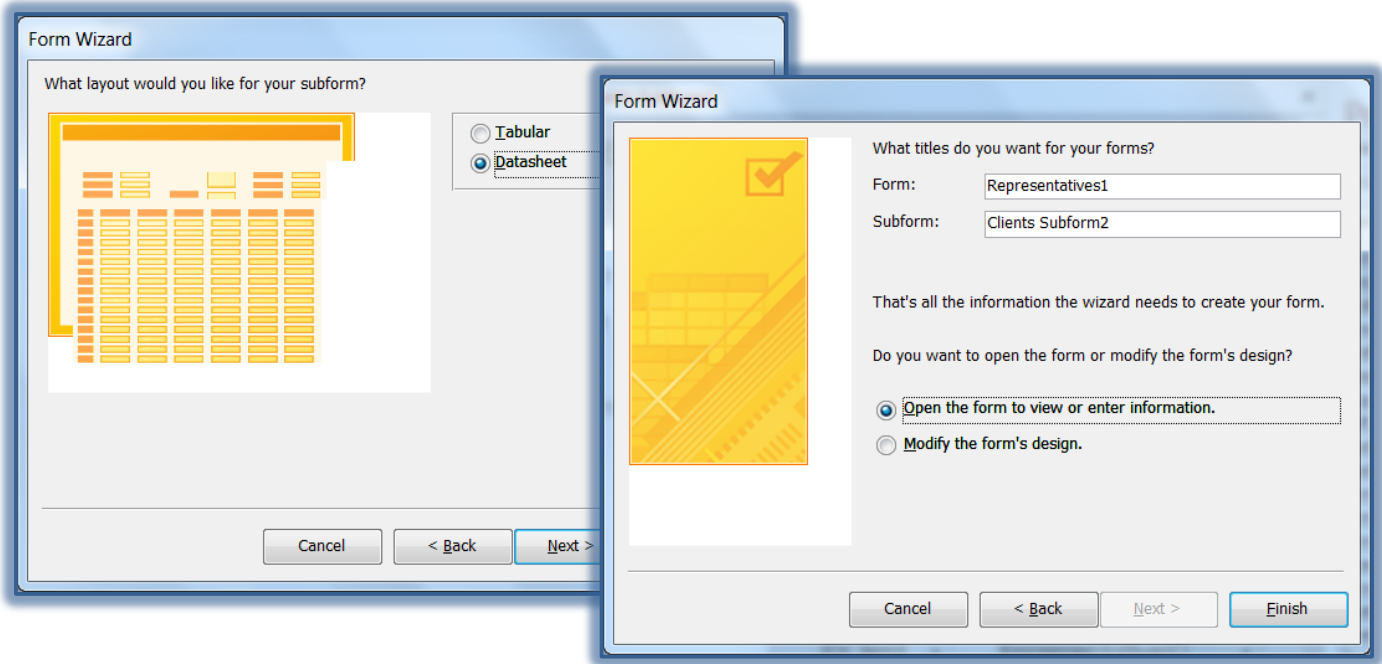 Form Wizard
What layout would you like for your subform?
Tabular
Datasheet
Cancel
< Back
Next >
Form Wizard
What titles do you want for your forms?
Form:
Representatives1
Subform:
Clients Subform2
That's all the information the wizard needs to create your form.
Do you want to open the form or modify the form's design?
Open the form to view or enter information.
Modify the form's design.
Cancel
< Back
Next >
Finish